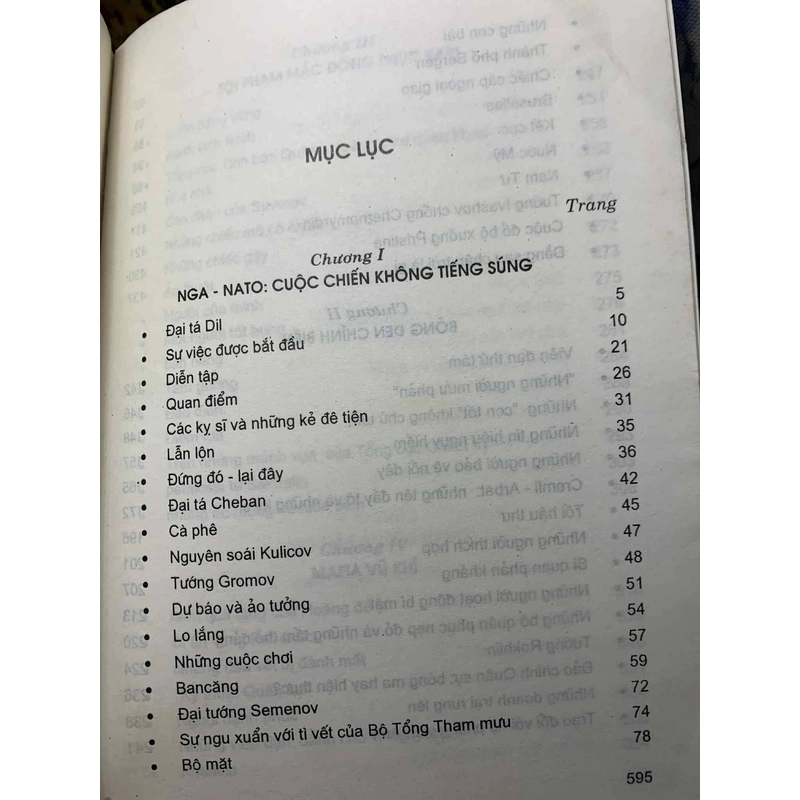 MỤC LỤC
Trang
Chương I
NGA - NATO: CUỘC CHIẾN KHÔNG TIẾNG SÚNG
• Đại tá Dil 5
• Sự việc được bắt đầu 10
• Diễn tập 21
• Quan điểm 26
• Các kỵ sĩ và những kẻ đê tiện 31
• Lẫn lộn 35
• Đứng đó - lại đây 36
• Đại tá Cheban 42
• Cà phê 45
• Nguyên soái Kulicov 47
• Tướng Gromov 48
• Dự báo và ảo tưởng 51
• Lo lắng 54
• Những cuộc chơi 57
• Bancăng 59
• Đại tướng Semenov 72
• Sự ngu xuẩn với tì vết của Bộ Tổng Tham mưu 74
• Bộ mặt 78
595